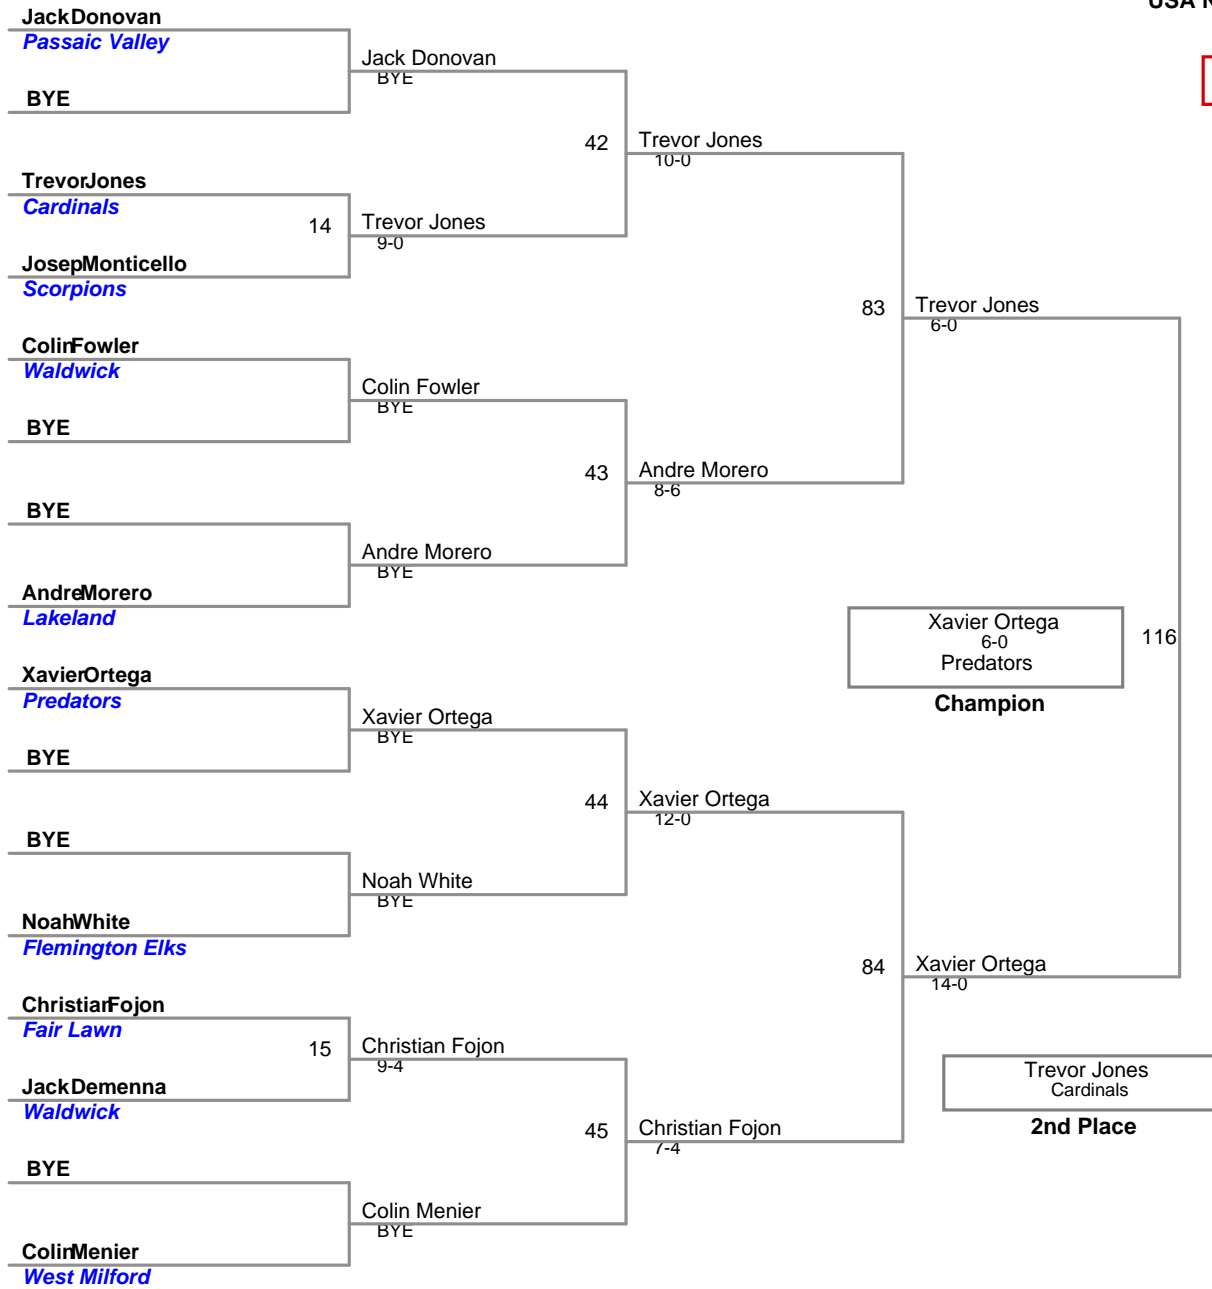 USA N
JackDonovan
Passaic Valley
Jack Donovan
BYE
BYE
42
Trevor Jones
10-0
TrevorJones
Cardinals
14
Trevor Jones
9-0
JosepMonticello
Scorpions
83
Trevor Jones
6-0
ColinFowler
Waldwick
Colin Fowler
BYE
BYE
43
Andre Morero
8-6
BYE
Andre Morero
BYE
AndreMorero
Lakeland
Xavier Ortega
6-0
Predators
Champion
116
XavierOrtega
Predators
Xavier Ortega
BYE
BYE
44
Xavier Ortega
12-0
BYE
Noah White
BYE
NoahWhite
Flemington Elks
84
Xavier Ortega
14-0
ChristianFojon
Fair Lawn
15
Christian Fojon
9-4
JackDemenna
Waldwick
Trevor Jones
Cardinals
2nd Place
45
Christian Fojon
7-4
BYE
Colin Menier
BYE
ColinMenier
West Milford